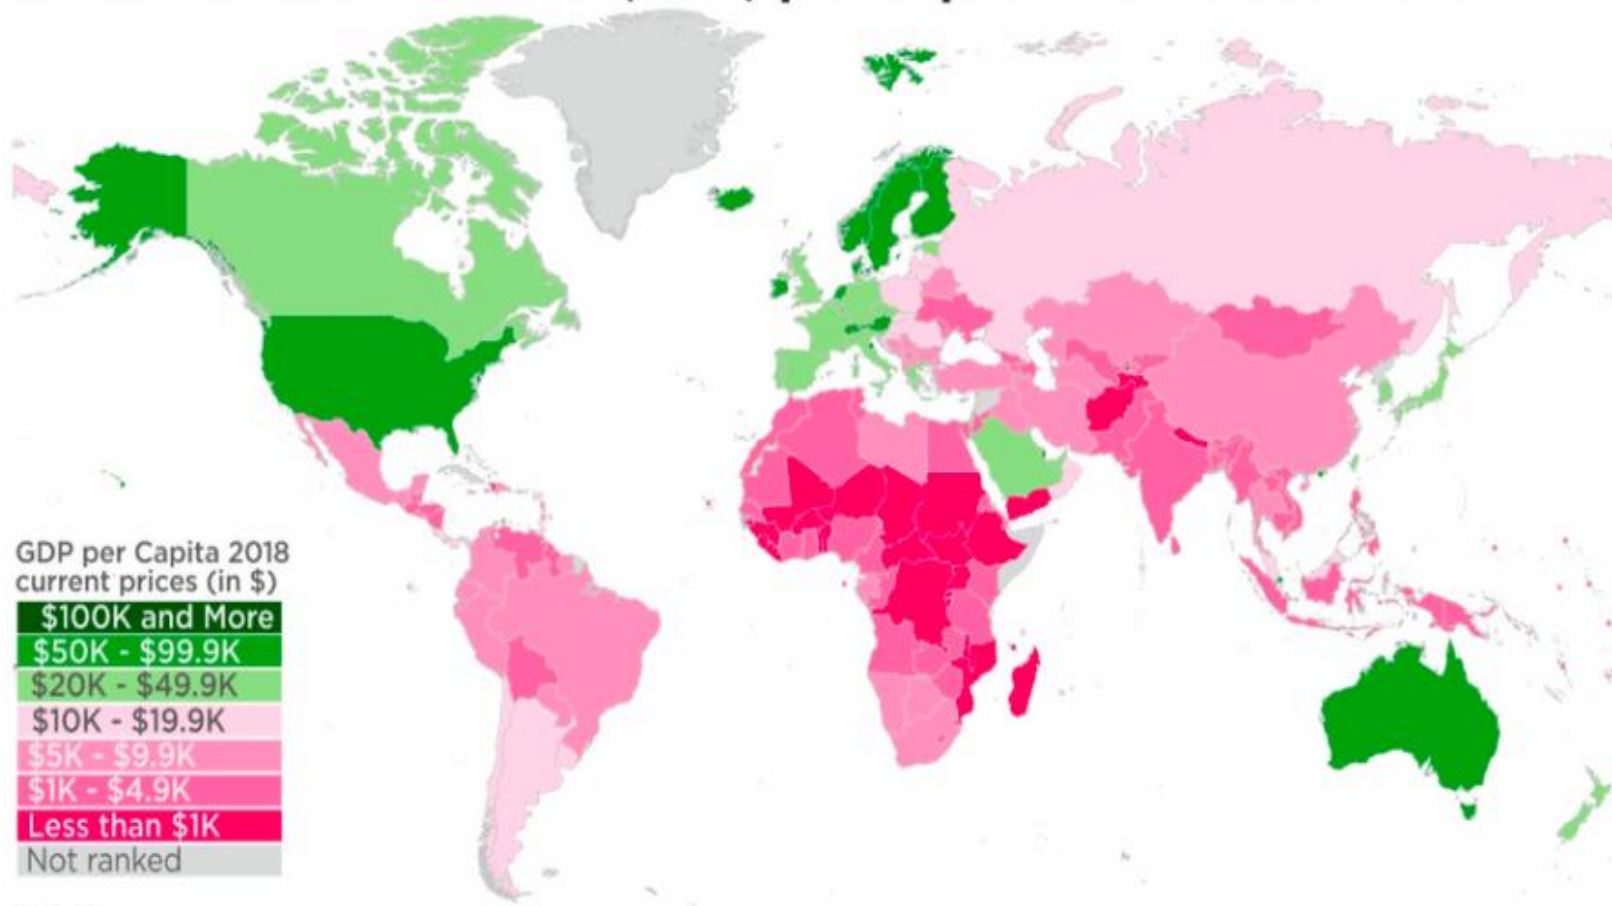 GDP per Capita 2018
current prices (in $)
$100K and More
$50K - $99.9K
$20K - $49.9K
$10K - $19.9K
$5K - $9.9K
$1K - $4.9K
Less than $1K
Not ranked